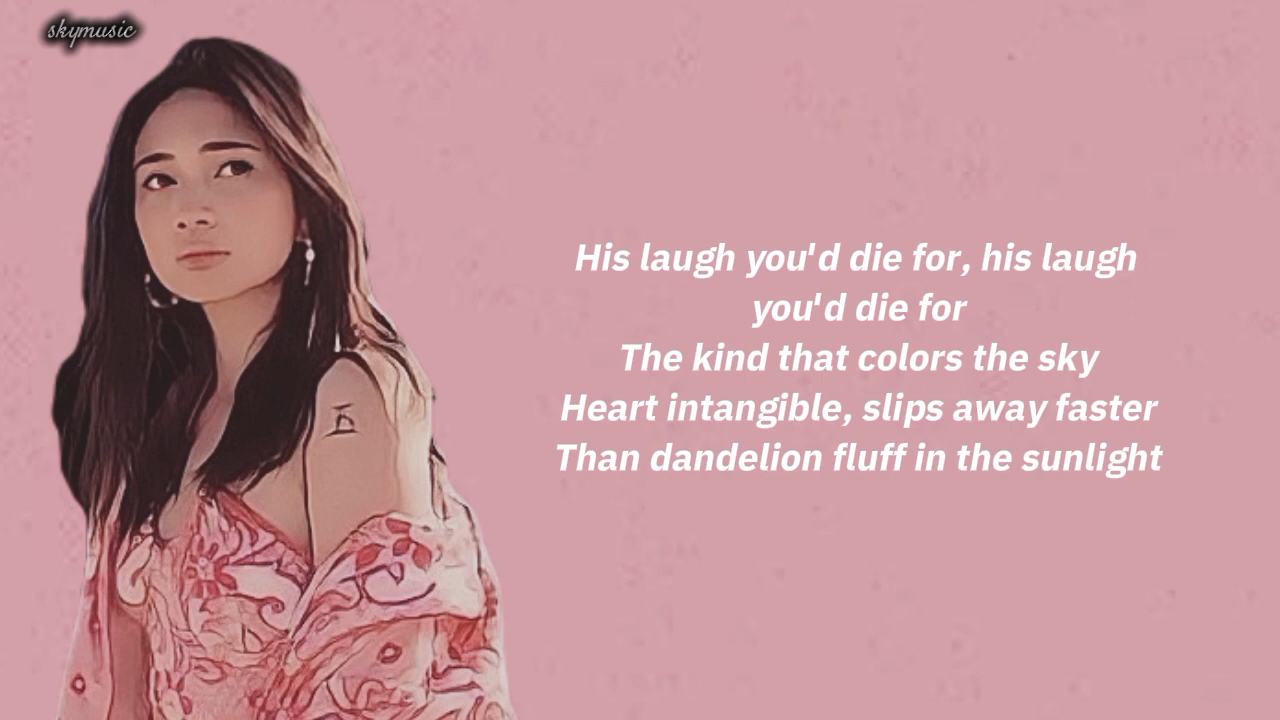 skymusic
His laugh you'd die for, his laugh
you'd die for
The kind that colors the sky
Heart intangible, slips away faster
Than dandelion fluff in the sunlight